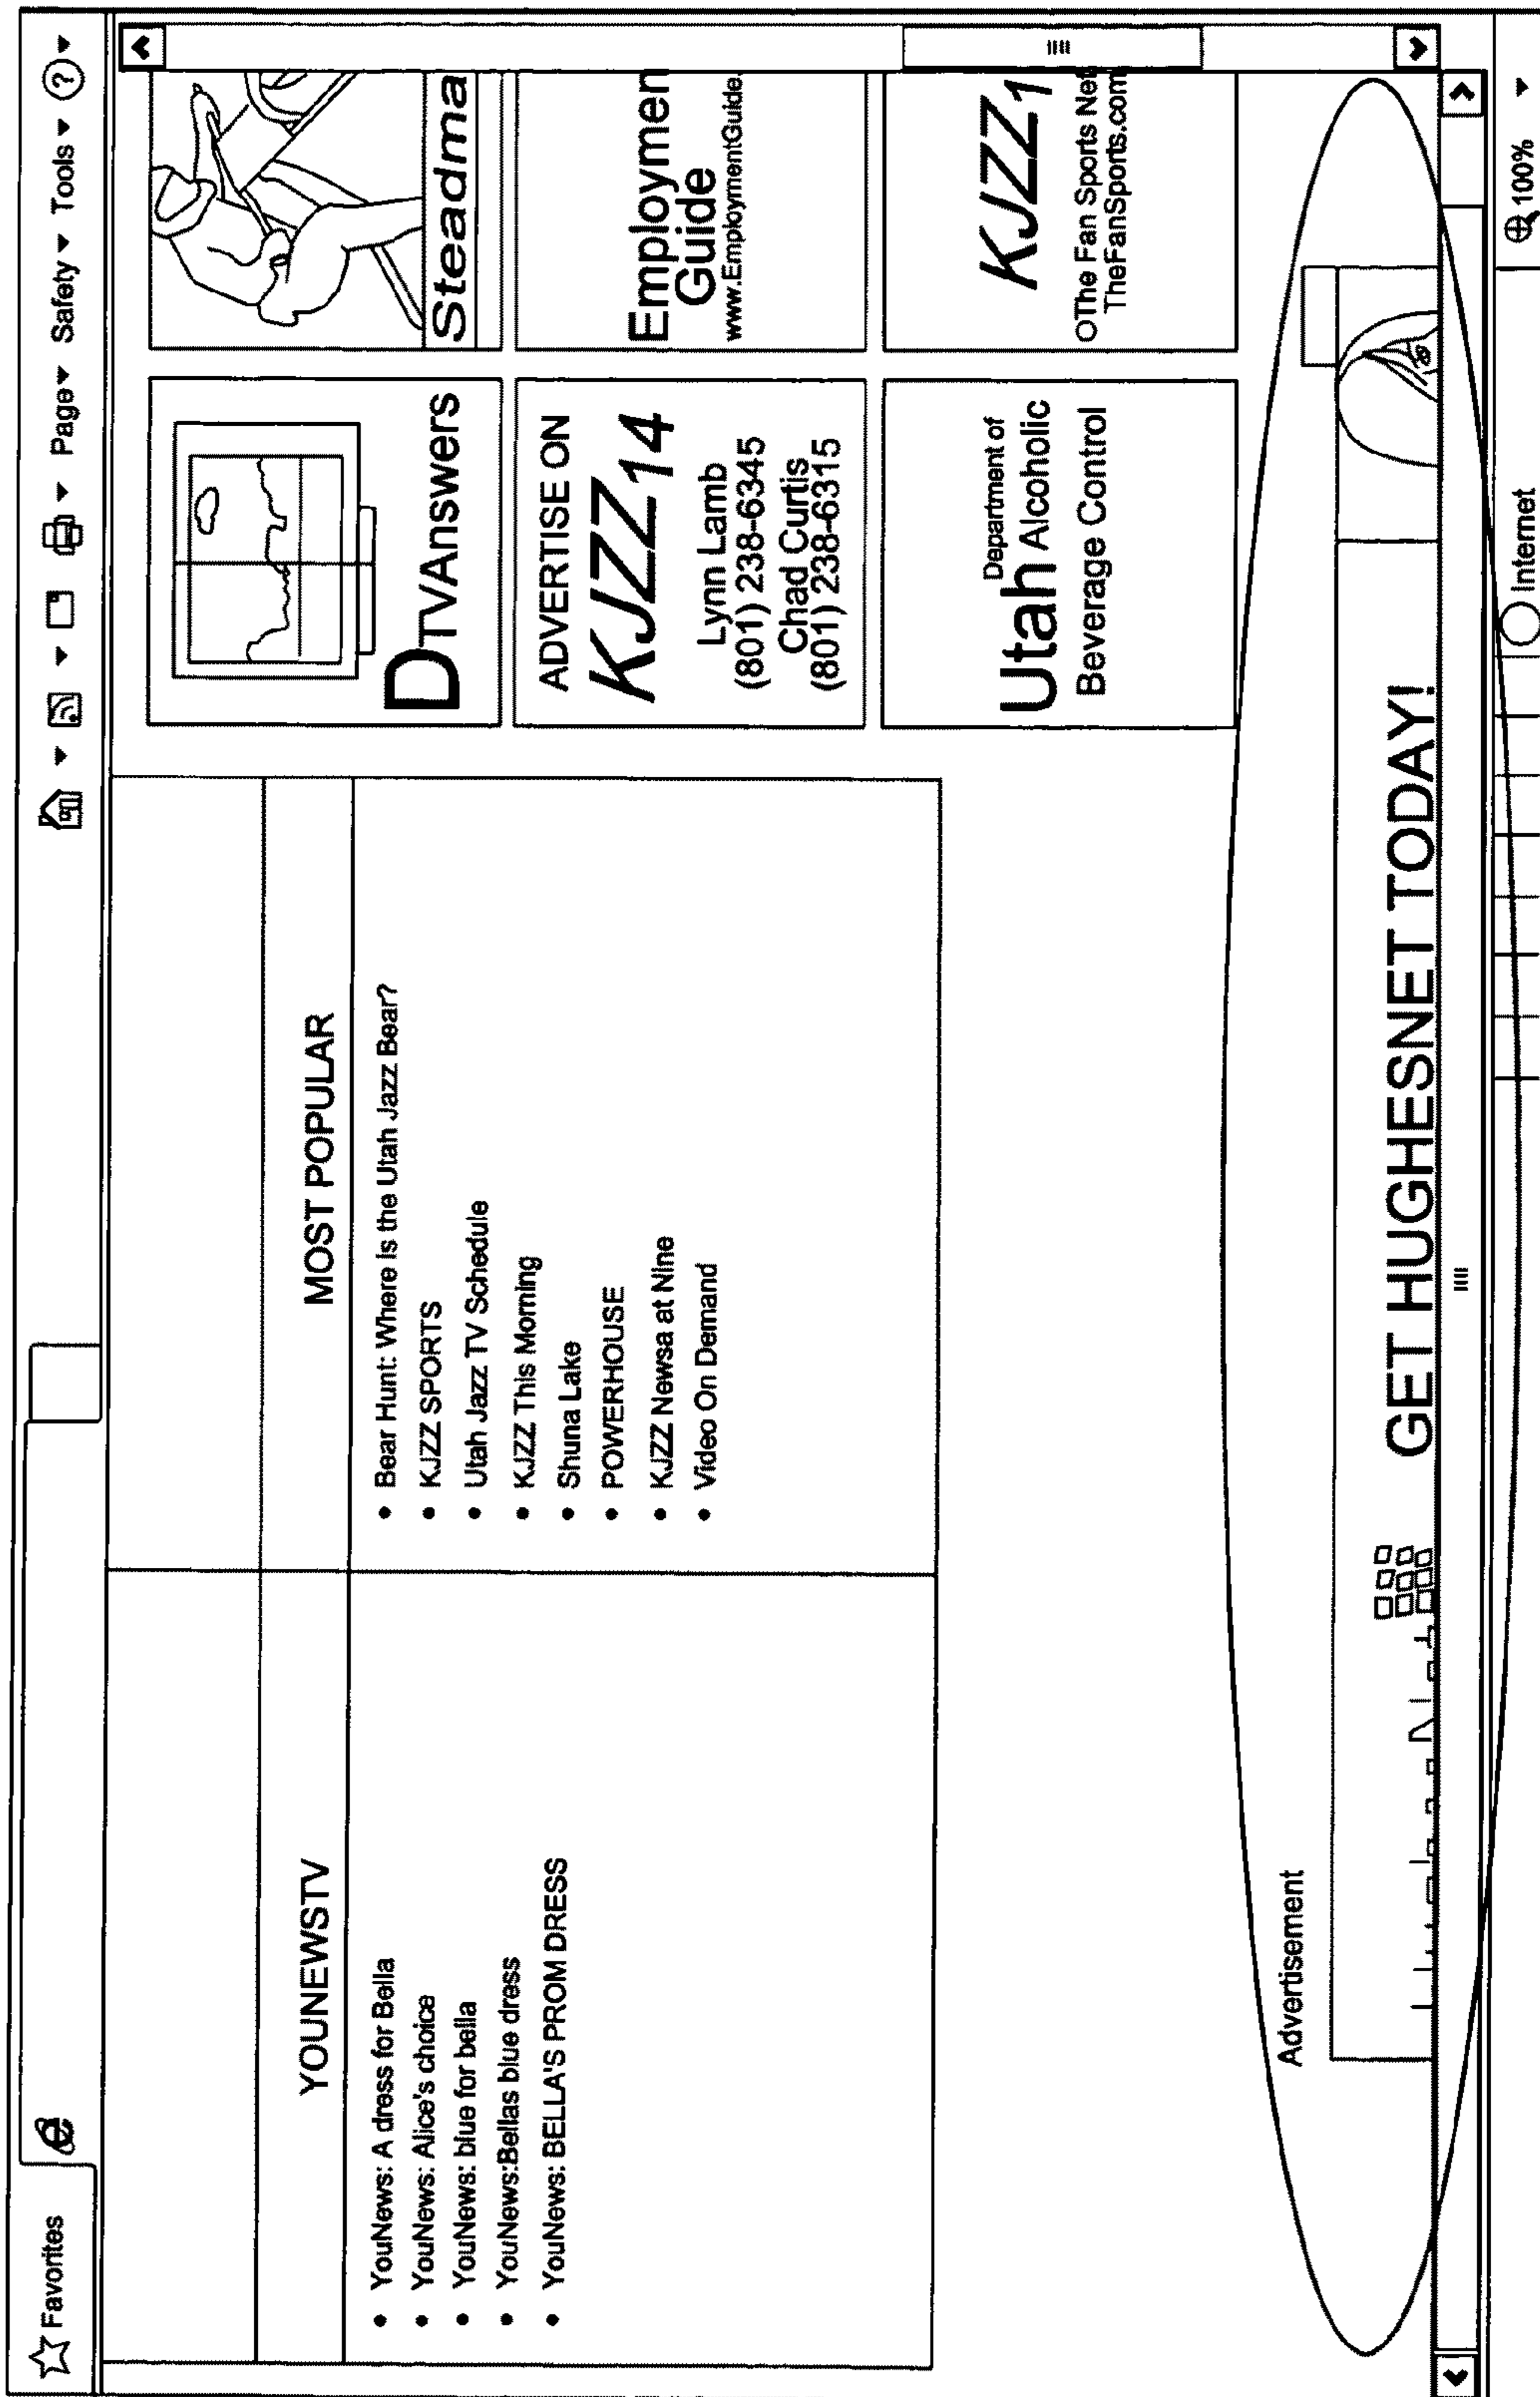 Favorites
Page Safety Tools ?
YOUNEWSTV
• YouNews: A dress for Bella
• YouNews: Alice's choice
• YouNews: blue for bella
• YouNews:Bellas blue dress
• YouNews: BELLA'S PROM DRESS
MOST POPULAR
• Bear Hunt: Where is the Utah Jazz Bear?
• KJZZ SPORTS
• Utah Jazz TV Schedule
• KJZZ This Morning
• Shuna Lake
• POWERHOUSE
• KJZZ Newsa at Nine
• Video On Demand
DTVAnswers
Steadma
ADVERTISE ON
KJZZ14
Lynn Lamb
(801) 238-6345
Chad Curtis
(801) 238-6315
Employmen
Guide
www.EmploymentGuide.
Department of
Utah Alcoholic
Beverage Control
KJZZ1
OThe Fan Sports Net
TheFanSports.com
Advertisement
GET HUGHESNET TODAY!
Internet
100%